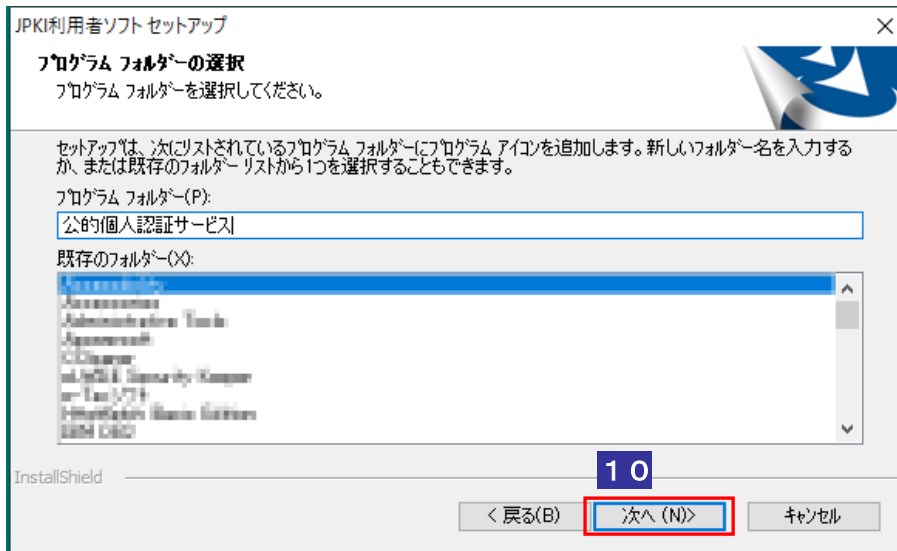 JPKI利用者ソフト セットアップ
プログラム フォルダーの選択
プログラム フォルダーを選択してください。
セットアップは、次にリストされているプログラム フォルダーにプログラム アイコンを追加します。新しいフォルダー名を入力する
か、または既存のフォルダー リストから1つを選択することもできます。
プログラム フォルダー(P):
公的個人認証サービス
既存のフォルダー(X):
InstallShield
10
< 戻る(B)
次へ (N)>
キャンセル